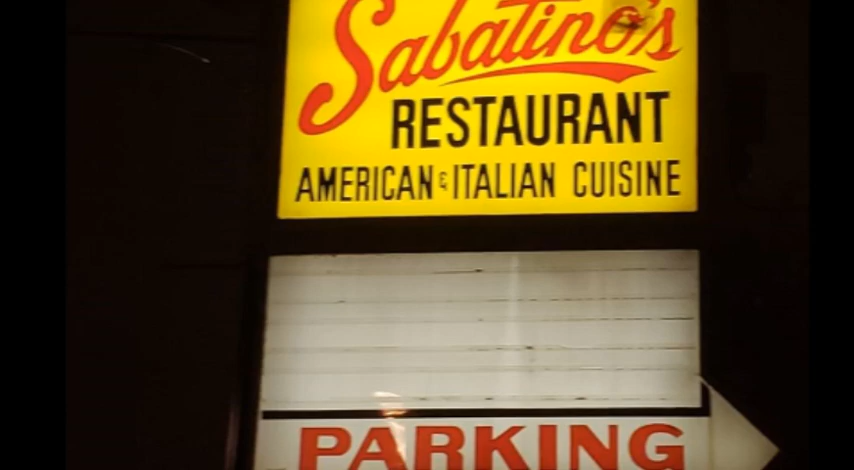 Sabatino's
RESTAURANT
AMERICAN & ITALIAN CUISINE
PARKING